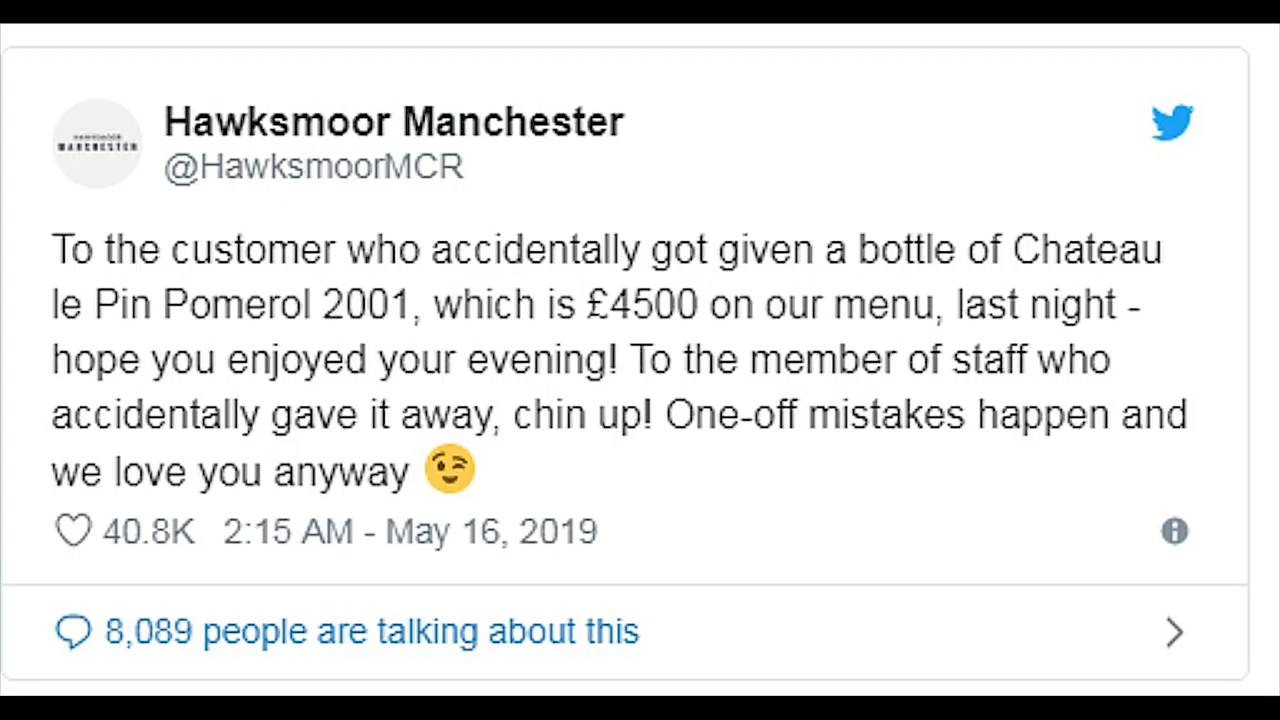 Hawksmoor Manchester
@HawksmoorMCR
HAWKSMOOR
MANCHESTER
To the customer who accidentally got given a bottle of Chateau
le Pin Pomerol 2001, which is £4500 on our menu, last night -
hope you enjoyed your evening! To the member of staff who
accidentally gave it away, chin up! One-off mistakes happen and
we love you anyway 😉
40.8K 2:15 AM - May 16, 2019
8,089 people are talking about this